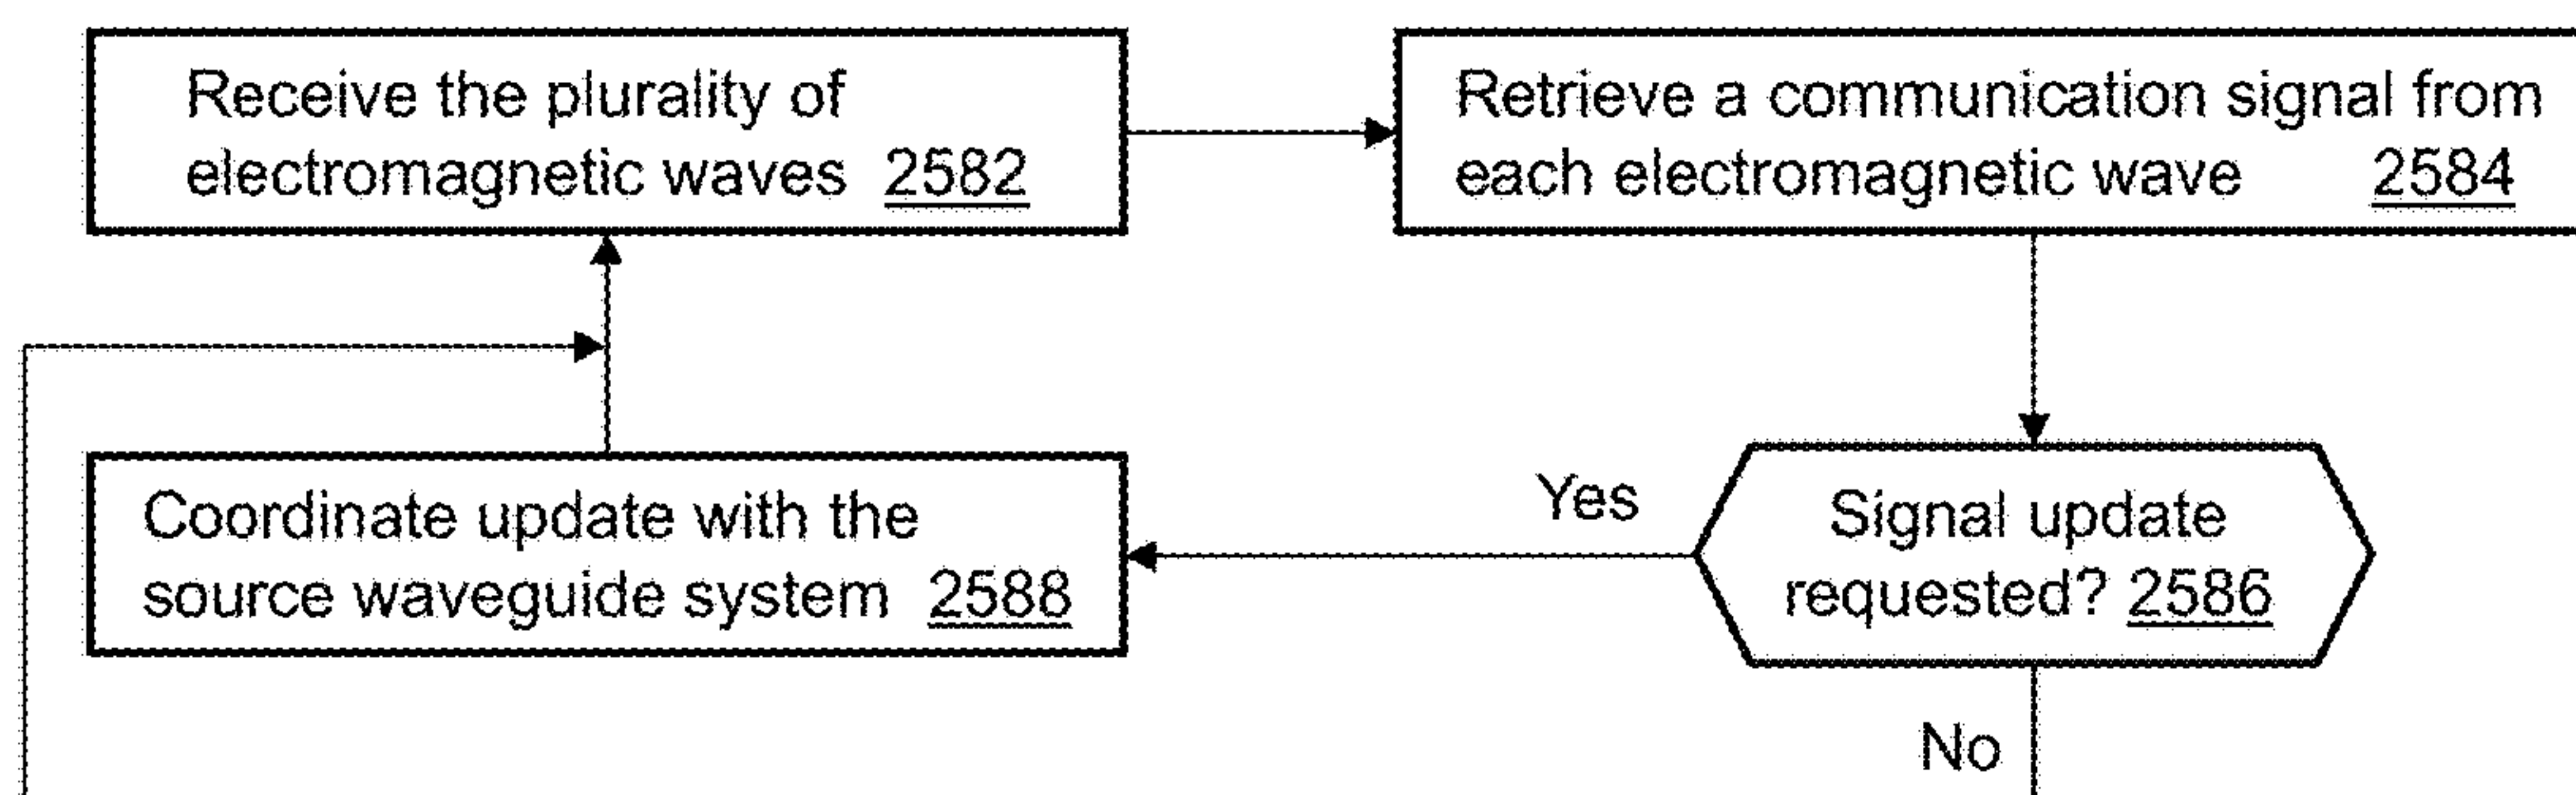 Receive the plurality of
electromagnetic waves 2582
Retrieve a communication signal from
each electromagnetic wave 2584
Signal update
requested? 2586
Yes
Coordinate update with the
source waveguide system 2588
No